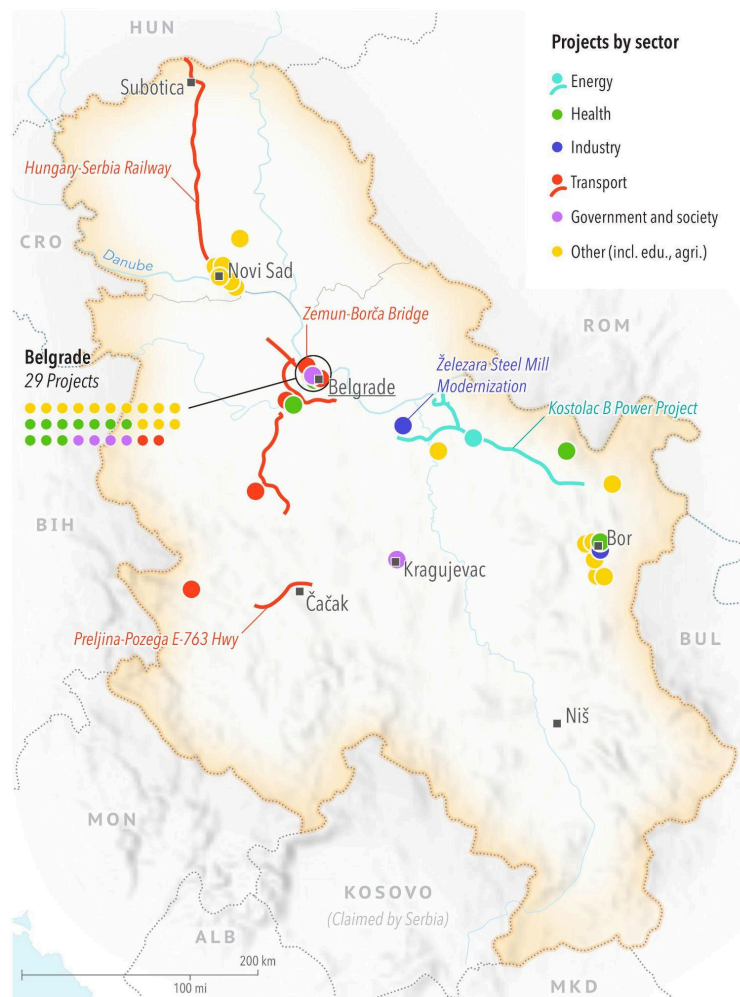 HUN
Projects by sector
Energy
Health
Industry
Transport
Government and society
Other (incl. edu., agri.)
Subotica
Hungary-Serbia Railway
CRO
Danube
Novi Sad
Zemun-Borča Bridge
ROM
Belgrade
29 Projects
Železara Steel Mill
Modernization
Belgrade
Kostolac B Power Project
BIH
Bor
Kragujevac
Čačak
Preljina-Pozega E-763 Hwy
BUL
Niš
MON
KOSOVO
(Claimed by Serbia)
ALB
200 km
100 mi
MKD